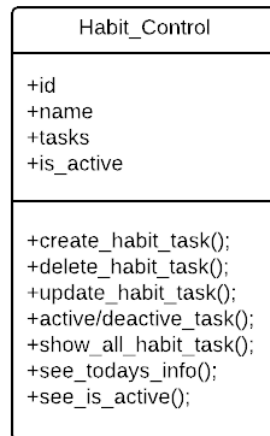 Habit_Control
+id
+name
+tasks
+is_active
+create_habit_task();
+delete_habit_task();
+update_habit_task();
+active/deactive_task();
+show_all_habit_task();
+see_todays_info();
+see_is_active();